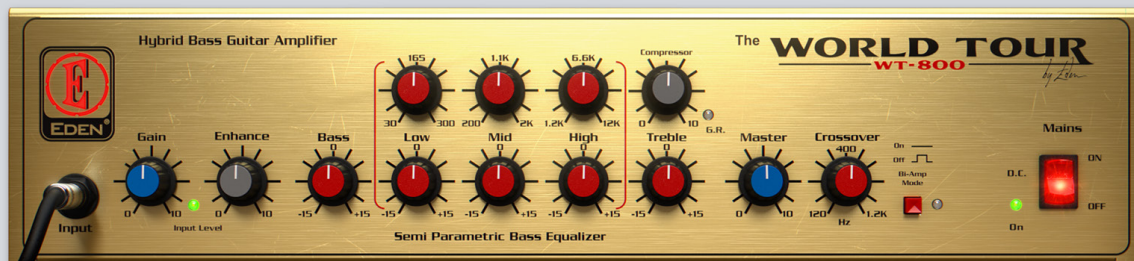 Hybrid Bass Guitar Amplifier
The WORLD TOUR
WT-800
by Eden
E
EDEN®
165
1.1K
6.6K
Compressor
30 300
200 2K
1.2K 12K
0 10
G.R.
Gain
Enhance
Bass
Low
Mid
High
Treble
Master
Crossover
0
0
0
0
0
400
0 10
0 10
-15 +15
-15 +15
-15 +15
-15 +15
-15 +15
0 10
120 1.2K
Hz
On
Off
Bi-Amp
Mode
Mains
ON
OFF
D.C.
On
Input
Input Level
Semi Parametric Bass Equalizer